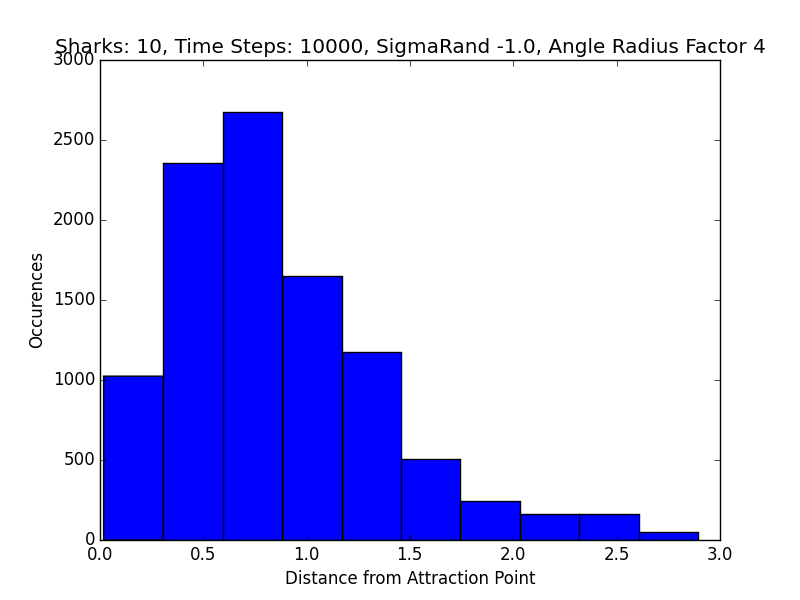 Sharks: 10, Time Steps: 10000, SigmaRand -1.0, Angle Radius Factor 4
3000
2500
2000
1500
1000
500
0
Occurences
0.0 0.5 1.0 1.5 2.0 2.5 3.0
Distance from Attraction Point